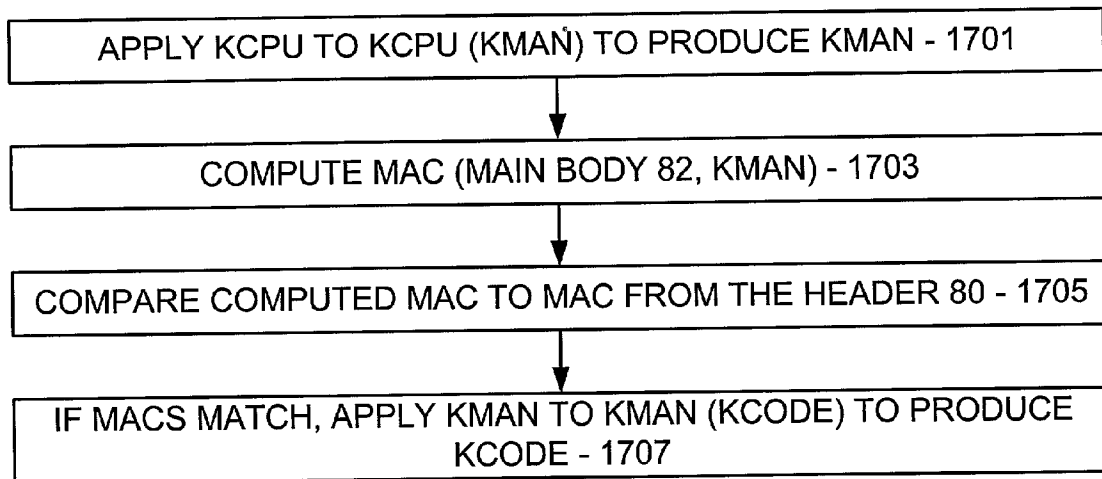 APPLY KCPU TO KCPU (KMAN) TO PRODUCE KMAN - 1701
COMPUTE MAC (MAIN BODY 82, KMAN) - 1703
COMPARE COMPUTED MAC TO MAC FROM THE HEADER 80 - 1705
IF MACS MATCH, APPLY KMAN TO KMAN (KCODE) TO PRODUCE
KCODE - 1707